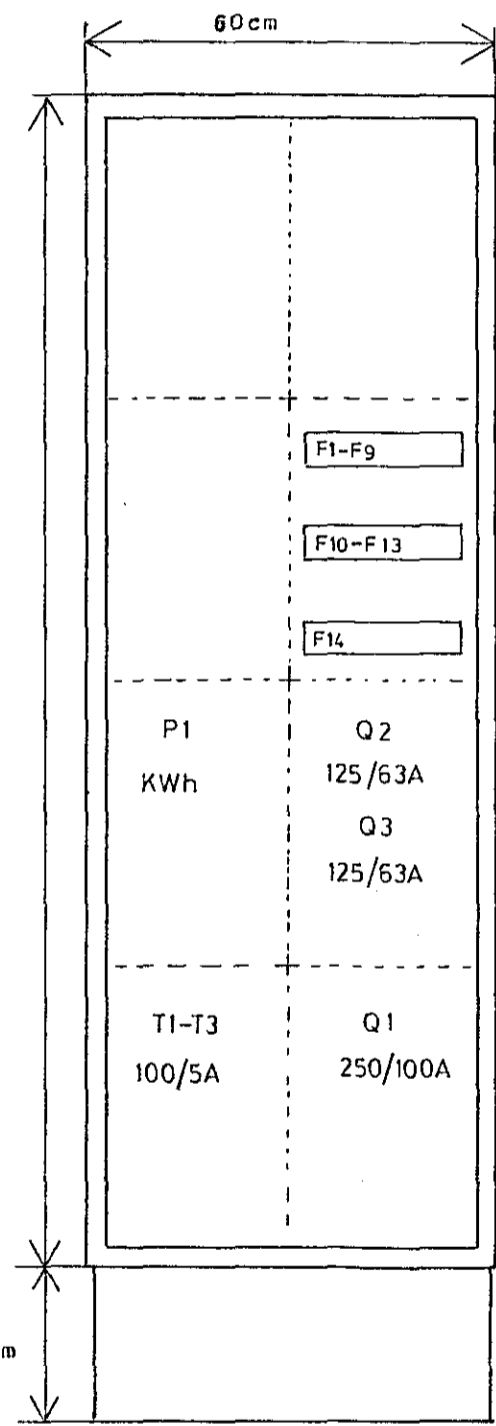 60cm
F1-F9
F10-F13
F14
P1
KWh
Q2
125/63A
Q3
125/63A
T1-T3
100/5A
Q1
250/100A
m